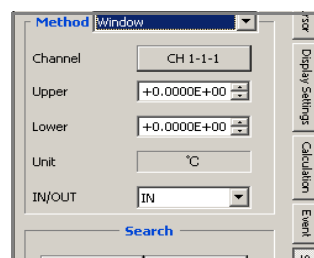 Method Window
Channel CH 1-1-1
Upper +0.0000E+00
Lower +0.0000E+00
Unit °C
IN/OUT IN
Search
Display Settings
Calculation
Event